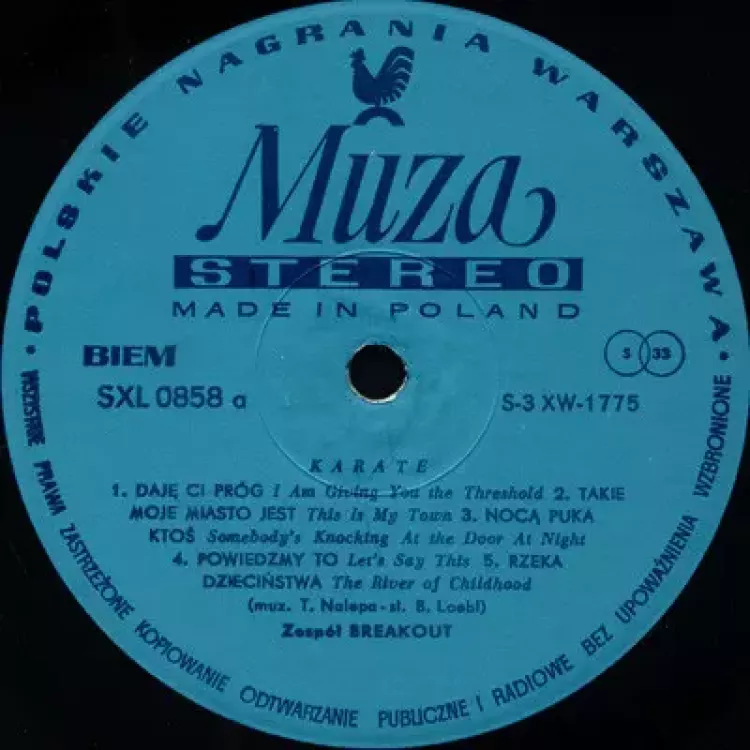 • POLSKIE NAGRANIA WARSZAWA •
Muza
STEREO
MADE IN POLAND
BIEM
S 33
SXL 0858 a
S-3 XW-1775
KARATE
1. DAJĘ CI PRÓG I Am Giving You the Threshold 2. TAKIE
MOJE MIASTO JEST This Is My Town 3. NOCĄ PUKA
KTOŚ Somebody's Knocking At the Door At Night
4. POWIEDZMY TO Let's Say This 5. RZEKA
DZIECIŃSTWA The River of Childhood
(muz. T. Nalepa - sł. B. Loebl)
Zespół BREAKOUT
WSZYSTKIE PRAWA ZASTRZEŻONE KOPIOWANIE ODTWARZANIE PUBLICZNE I RADIOWE BEZ UPOWAŻNIENIA WZBRONIONE